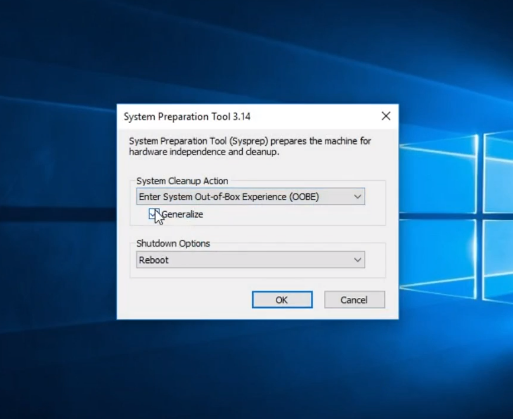 System Preparation Tool 3.14
System Preparation Tool (Sysprep) prepares the machine for
hardware independence and cleanup.
System Cleanup Action
Enter System Out-of-Box Experience (OOBE)
Generalize
Shutdown Options
Reboot
OK
Cancel